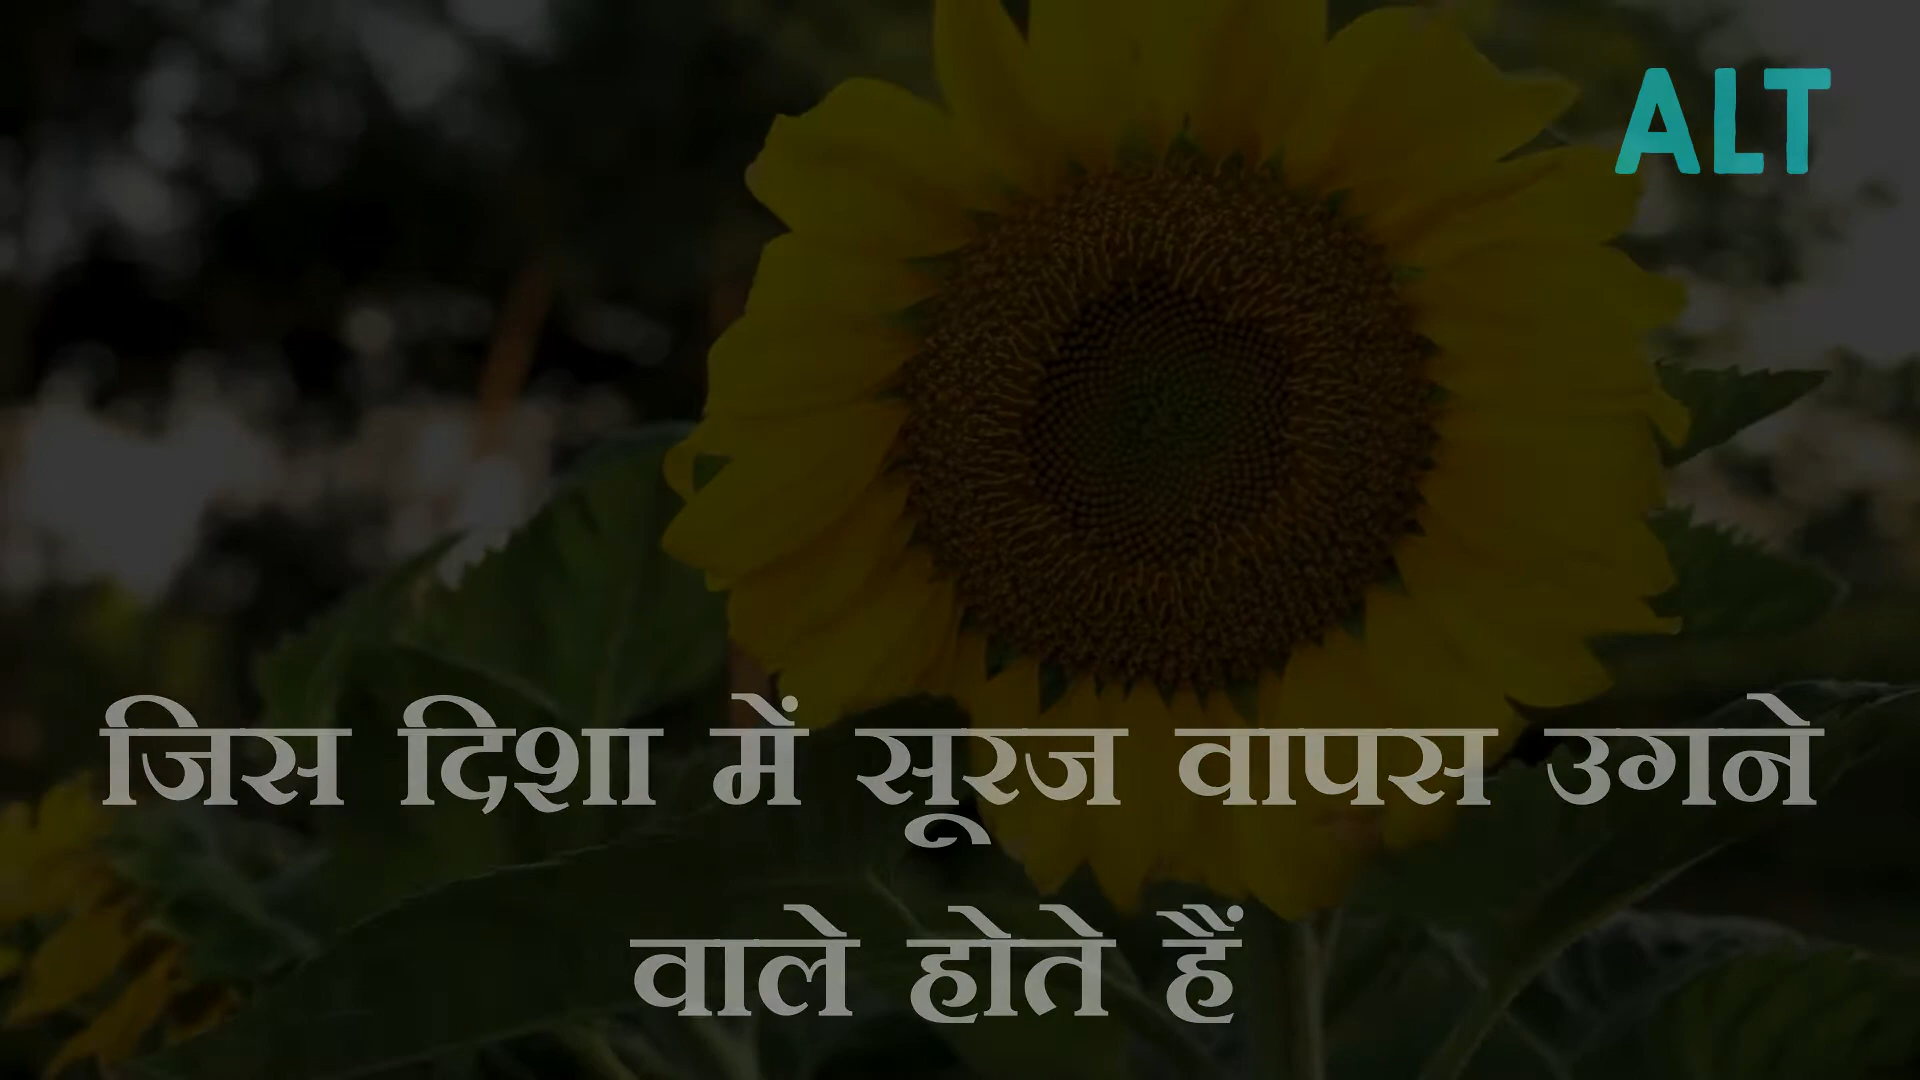 ALT
जिस दिशा में सूरज वापस उगने
वाले होते हैं